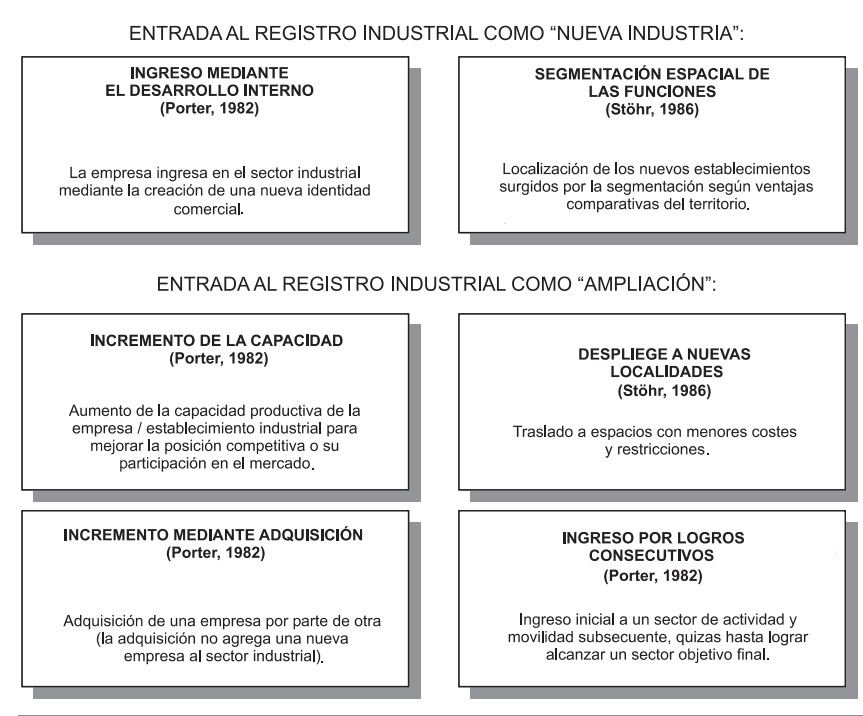 ENTRADA AL REGISTRO INDUSTRIAL COMO “NUEVA INDUSTRIA”:
INGRESO MEDIANTE
EL DESARROLLO INTERNO
(Porter, 1982)
La empresa ingresa en el sector industrial
mediante la creación de una nueva identidad
comercial.
SEGMENTACIÓN ESPACIAL DE
LAS FUNCIONES
(Stöhr, 1986)
Localización de los nuevos establecimientos
surgidos por la segmentación según ventajas
comparativas del territorio.
ENTRADA AL REGISTRO INDUSTRIAL COMO “AMPLIACIÓN”:
INCREMENTO DE LA CAPACIDAD
(Porter, 1982)
Aumento de la capacidad productiva de la
empresa / establecimiento industrial para
mejorar la posición competitiva o su
participación en el mercado.
DESPLIEGE A NUEVAS
LOCALIDADES
(Stöhr, 1986)
Traslado a espacios con menores costes
y restricciones.
INCREMENTO MEDIANTE ADQUISICIÓN
(Porter, 1982)
Adquisición de una empresa por parte de otra
(la adquisición no agrega una nueva
empresa al sector industrial).
INGRESO POR LOGROS
CONSECUTIVOS
(Porter, 1982)
Ingreso inicial a un sector de actividad y
movilidad subsecuente, quizas hasta lograr
alcanzar un sector objetivo final.